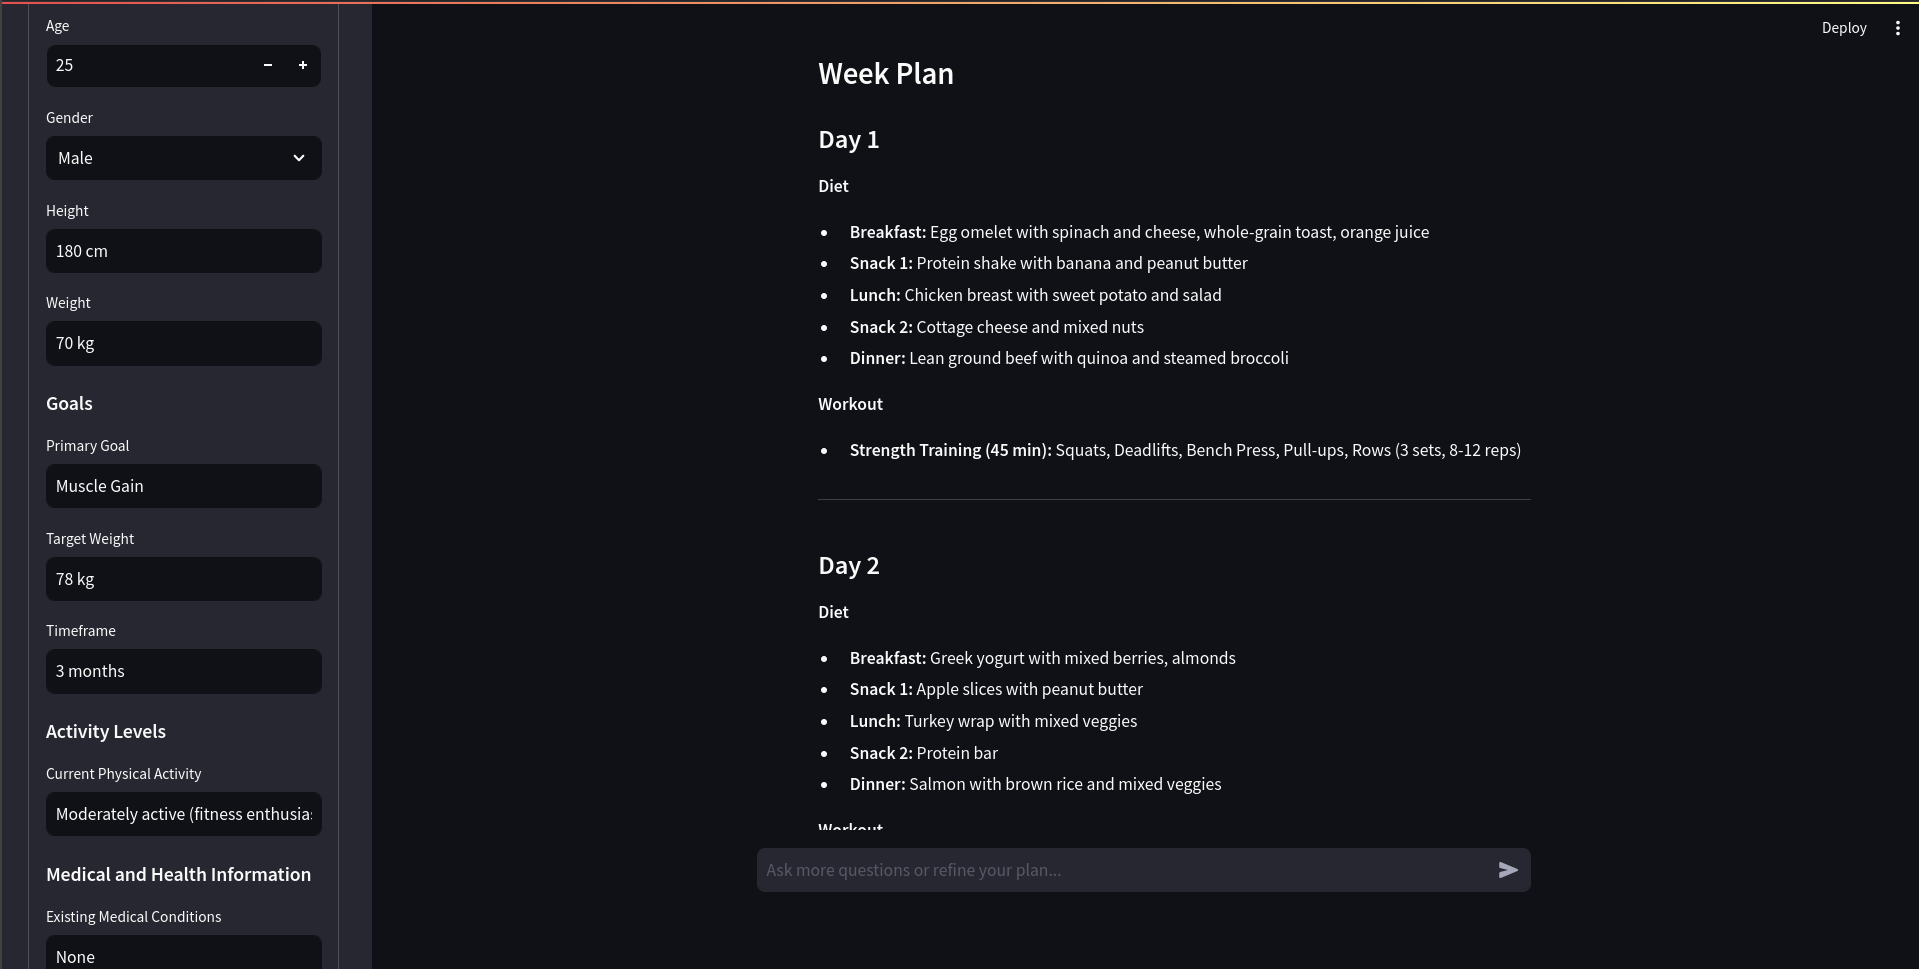 Age
25
Gender
Male
Height
180 cm
Weight
70 kg
Goals
Primary Goal
Muscle Gain
Target Weight
78 kg
Timeframe
3 months
Activity Levels
Current Physical Activity
Moderately active (fitness enthusia
Medical and Health Information
Existing Medical Conditions
None
Deploy
Week Plan
Day 1
Diet
• Breakfast: Egg omelet with spinach and cheese, whole-grain toast, orange juice
• Snack 1: Protein shake with banana and peanut butter
• Lunch: Chicken breast with sweet potato and salad
• Snack 2: Cottage cheese and mixed nuts
• Dinner: Lean ground beef with quinoa and steamed broccoli
Workout
• Strength Training (45 min): Squats, Deadlifts, Bench Press, Pull-ups, Rows (3 sets, 8-12 reps)
Day 2
Diet
• Breakfast: Greek yogurt with mixed berries, almonds
• Snack 1: Apple slices with peanut butter
• Lunch: Turkey wrap with mixed veggies
• Snack 2: Protein bar
• Dinner: Salmon with brown rice and mixed veggies
Workout
Ask more questions or refine your plan...